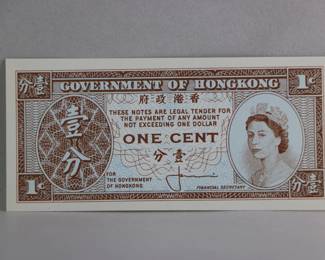 分壹 GOVERNMENT OF HONGKONG 1¢
府政港香
THESE NOTES ARE LEGAL TENDER FOR
THE PAYMENT OF ANY AMOUNT
NOT EXCEEDING ONE DOLLAR
壹分
ONE CENT
分壹
FOR
THE GOVERNMENT
OF HONGKONG
FINANCIAL SECRETARY
1¢
分壹